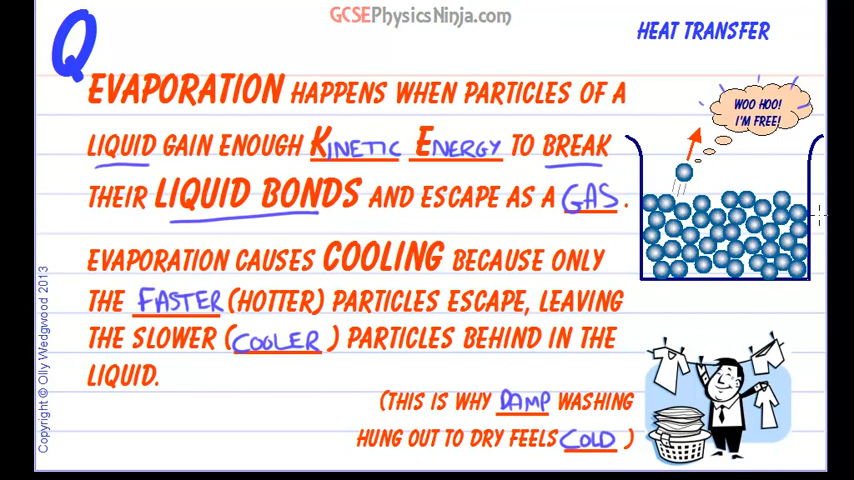 GCSEPhysicsNinja.com
Q
HEAT TRANSFER
EVAPORATION HAPPENS WHEN PARTICLES OF A
LIQUID GAIN ENOUGH KINETIC ENERGY TO BREAK
THEIR LIQUID BONDS AND ESCAPE AS A GAS.
WOO HOO!
I'M FREE!
EVAPORATION CAUSES COOLING BECAUSE ONLY
THE FASTER (HOTTER) PARTICLES ESCAPE, LEAVING
THE SLOWER (COOLER) PARTICLES BEHIND IN THE
LIQUID.
(THIS IS WHY DAMP WASHING
HUNG OUT TO DRY FEELS COLD)
Copyright © Olly Wedgwood 2013